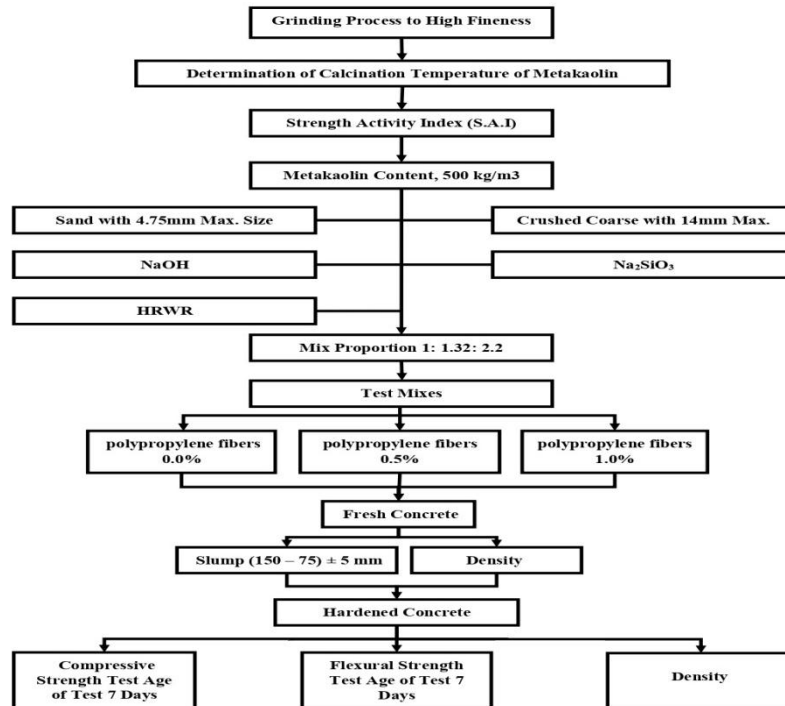 Grinding Process to High Fineness
Determination of Calcination Temperature of Metakaolin
Strength Activity Index (S.A.I)
Metakaolin Content, 500 kg/m3
Sand with 4.75mm Max. Size
Crushed Coarse with 14mm Max.
NaOH
Na₂SiO₃
HRWR
Mix Proportion 1: 1.32: 2.2
Test Mixes
polypropylene fibers
0.0%
polypropylene fibers
0.5%
polypropylene fibers
1.0%
Fresh Concrete
Slump (150 – 75) ± 5 mm
Density
Hardened Concrete
Compressive
Strength Test Age
of Test 7 Days
Flexural Strength
Test Age of Test 7
Days
Density